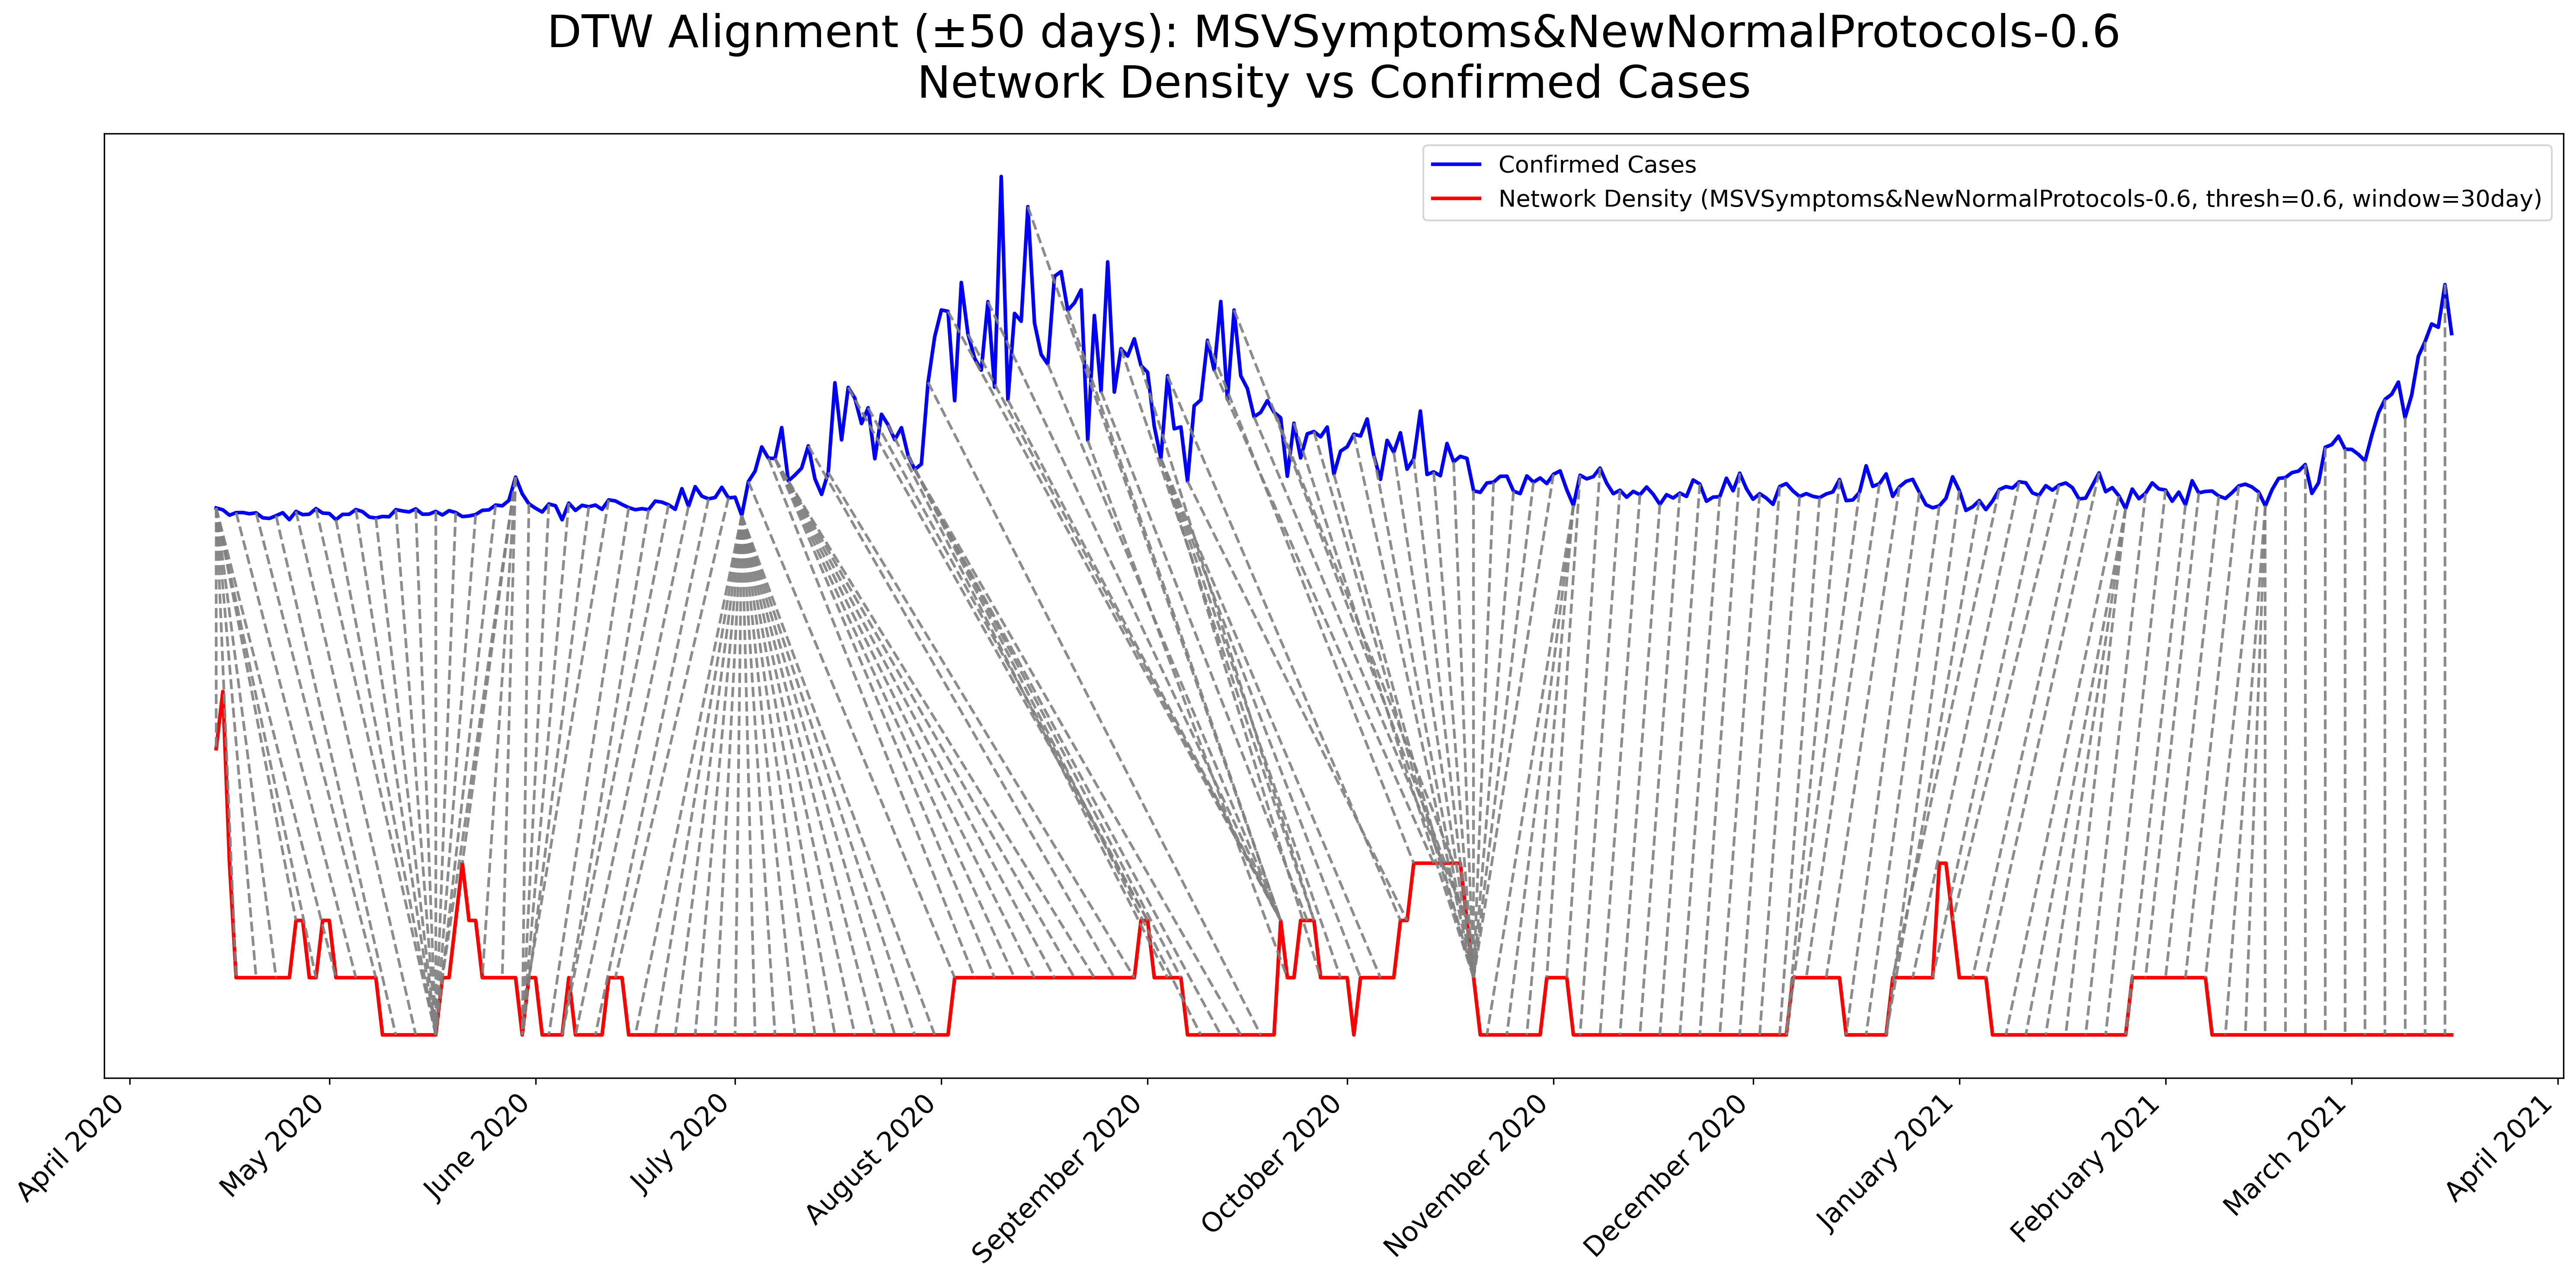 DTW Alignment (±50 days): MSVSymptoms&NewNormalProtocols-0.6
Network Density vs Confirmed Cases
Confirmed Cases
Network Density (MSVSymptoms&NewNormalProtocols-0.6, thresh=0.6, window=30day)
April 2020
May 2020
June 2020
July 2020
August 2020
September 2020
October 2020
November 2020
December 2020
January 2021
February 2021
March 2021
April 2021